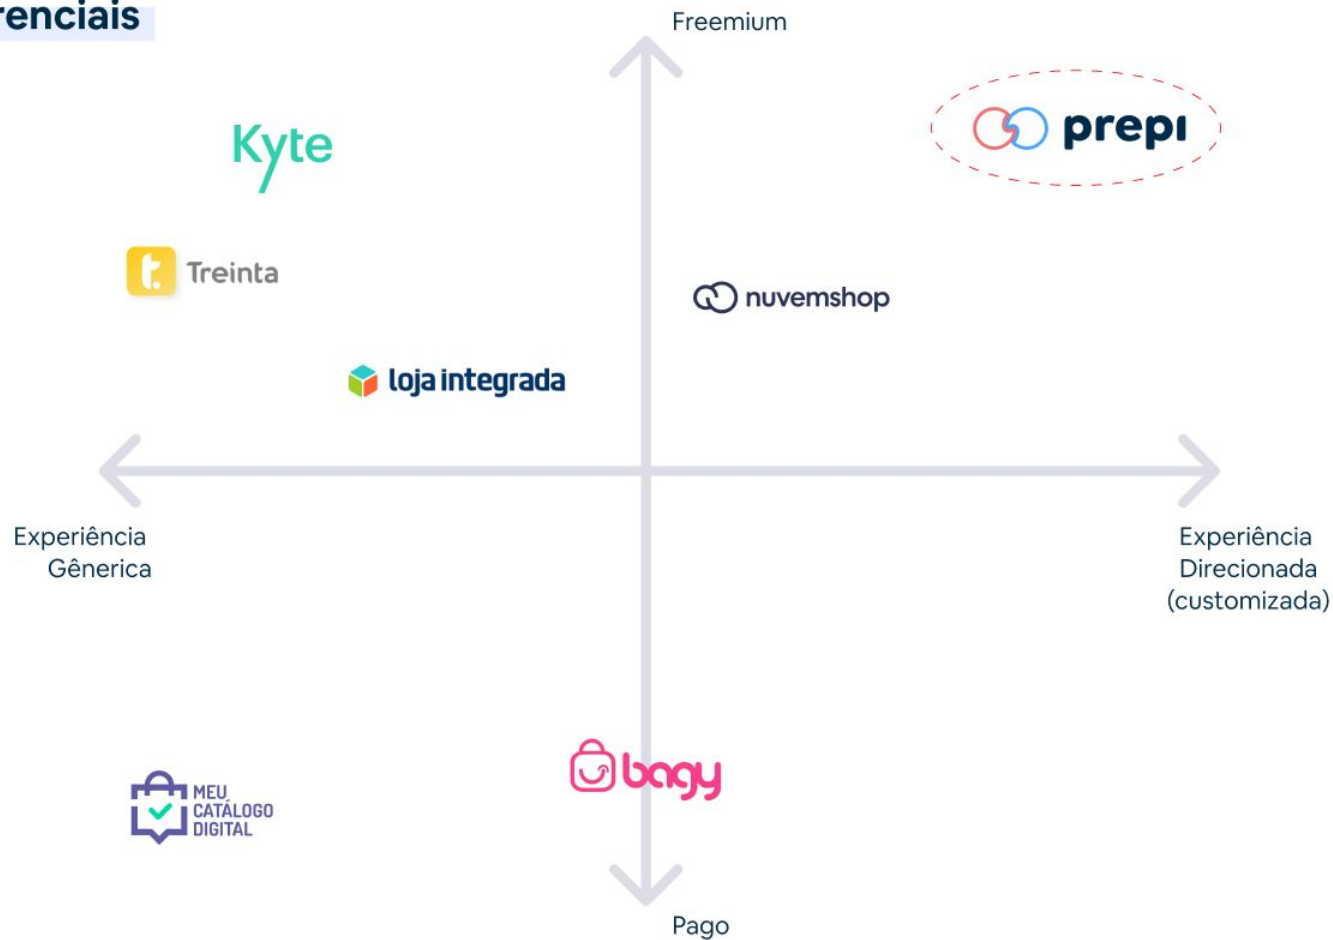 renciais
Freemium
Kyte
prepi
t. Treinta
nuvemshop
loja integrada
Experiência
Gênerica
Experiência
Direcionada
(customizada)
bagy
MEU
CATÁLOGO
DIGITAL
Pago